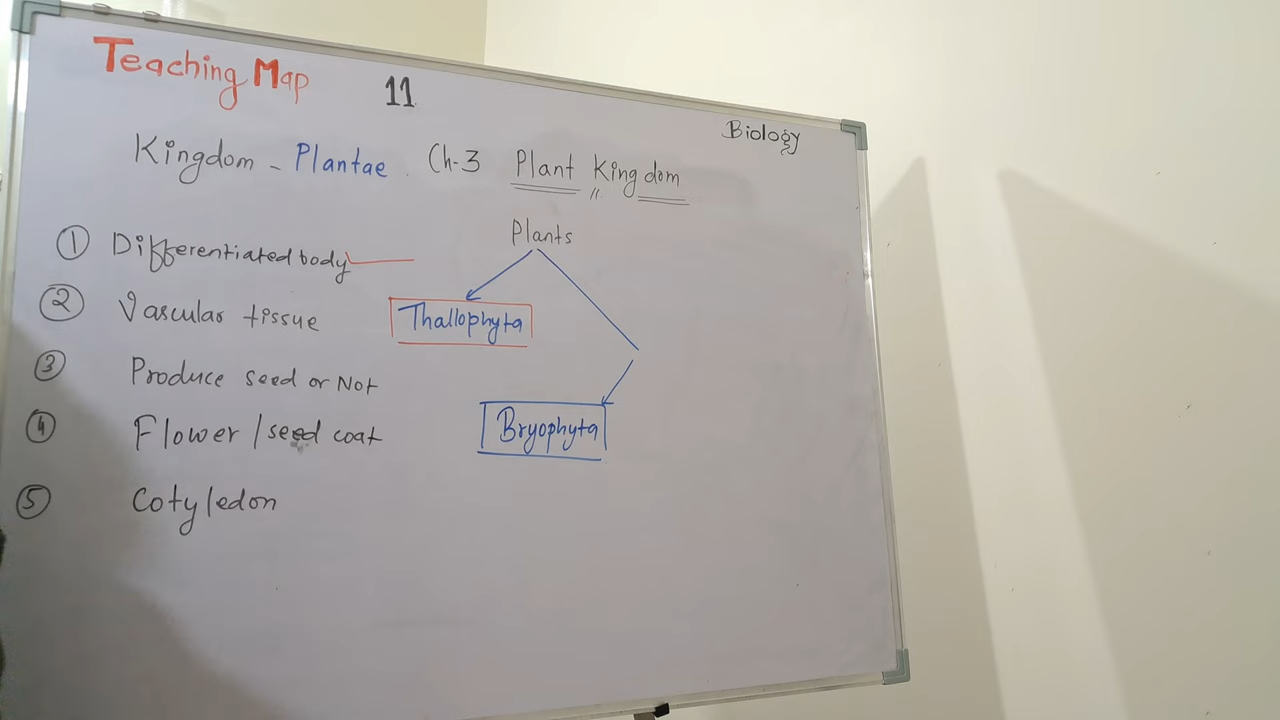 Teaching Map 11
Biology
Kingdom - Plantae. Ch-3 Plant Kingdom
Plants
① Differentiated body
② Vascular tissue
Thallophyta
③ Produce seed or Not
④ Flower / seed coat
Bryophyta
⑤ Cotyledon